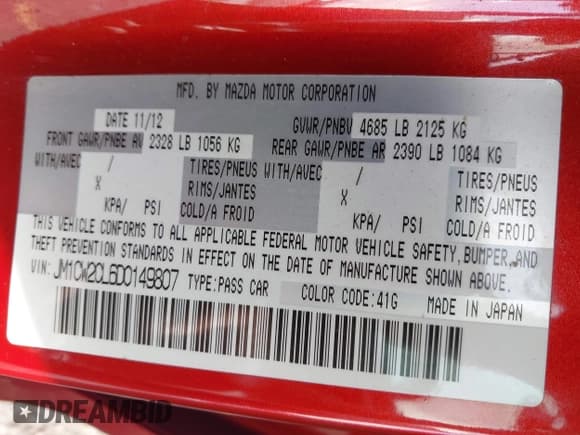 MFD. BY MAZDA MOTOR CORPORATION
DATE 11/12 GVWR/PNBV 4685 LB 2125 KG
FRONT GAWR/PNBE AV 2328 LB 1056 KG REAR GAWR/PNBE AR 2390 LB 1084 KG
WITH/AVEC / TIRES/PNEUS WITH/AVEC / TIRES/PNEUS
X RIMS/JANTES X RIMS/JANTES
KPA/ PSI COLD/A FROID KPA/ PSI COLD/A FROID
THIS VEHICLE CONFORMS TO ALL APPLICABLE FEDERAL MOTOR VEHICLE SAFETY, BUMPER, AND
THEFT PREVENTION STANDARDS IN EFFECT ON THE DATE OF MANUFACTURE SHOWN ABOVE.
VIN: JM1CW2CL6D0149807 TYPE:PASS CAR COLOR CODE:41G MADE IN JAPAN
DREAMBID